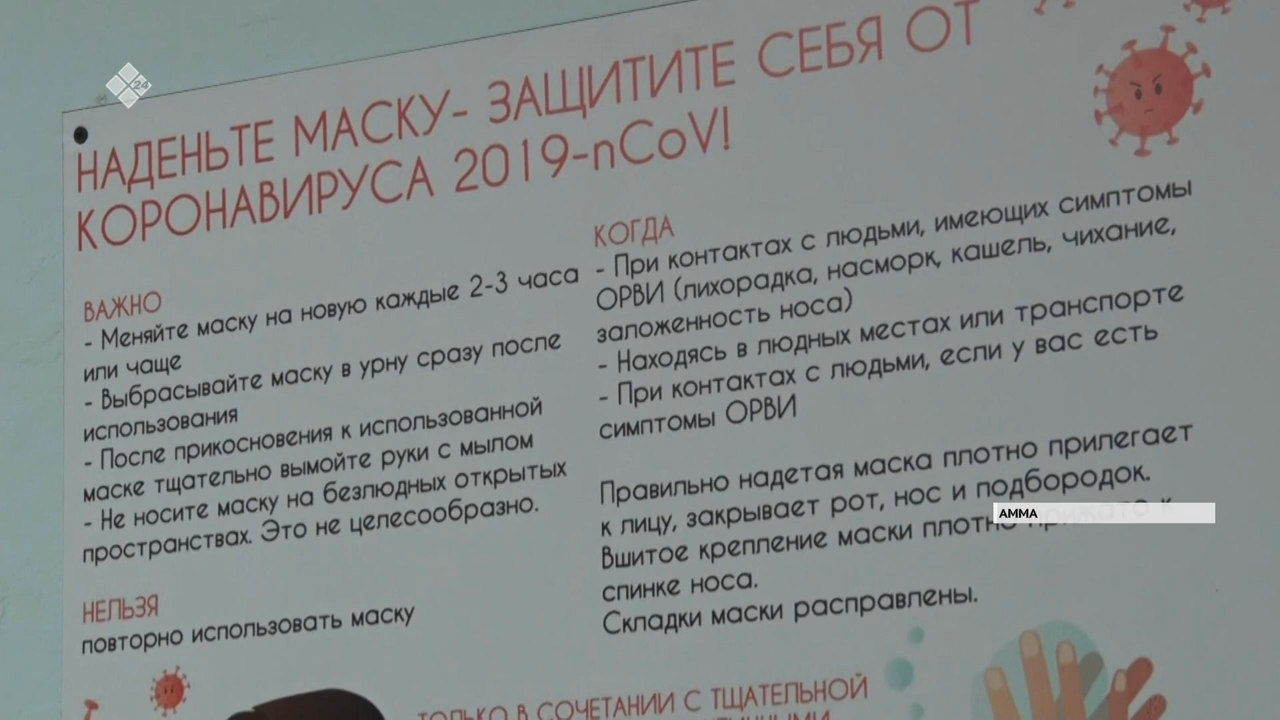 24
НАДЕНЬТЕ МАСКУ- ЗАЩИТИТЕ СЕБЯ ОТ
КОРОНАВИРУСА 2019-nCoV!
ВАЖНО
- Меняйте маску на новую каждые 2-3 часа
или чаще
- Выбрасывайте маску в урну сразу после
использования
- После прикосновения к использованной
маске тщательно вымойте руки с мылом
- Не носите маску на безлюдных открытых
пространствах. Это не целесообразно.
НЕЛЬЗЯ
повторно использовать маску
КОГДА
- При контактах с людьми, имеющих симптомы
ОРВИ (лихорадка, насморк, кашель, чихание,
заложенность носа)
- Находясь в людных местах или транспорте
- При контактах с людьми, если у вас есть
симптомы ОРВИ
Правильно надетая маска плотно прилегает
к лицу, закрывает рот, нос и подбородок.
Вшитое крепление маски плотно прижато к
спинке носа.
Складки маски расправлены.
АММА
ТОЛЬКО В СОЧЕТАНИИ С ТЩАТЕЛЬНОЙ